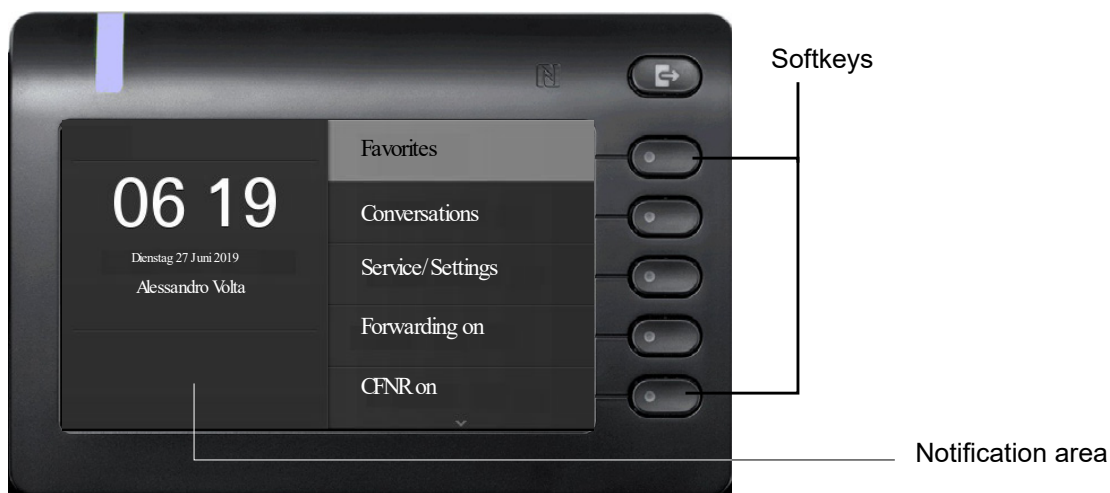 Softkeys
Favorites
06 19
Conversations
Dienstag 27 Juni 2019
Service/Settings
Alessandro Volta
Forwarding on
CFNR on
Notification area